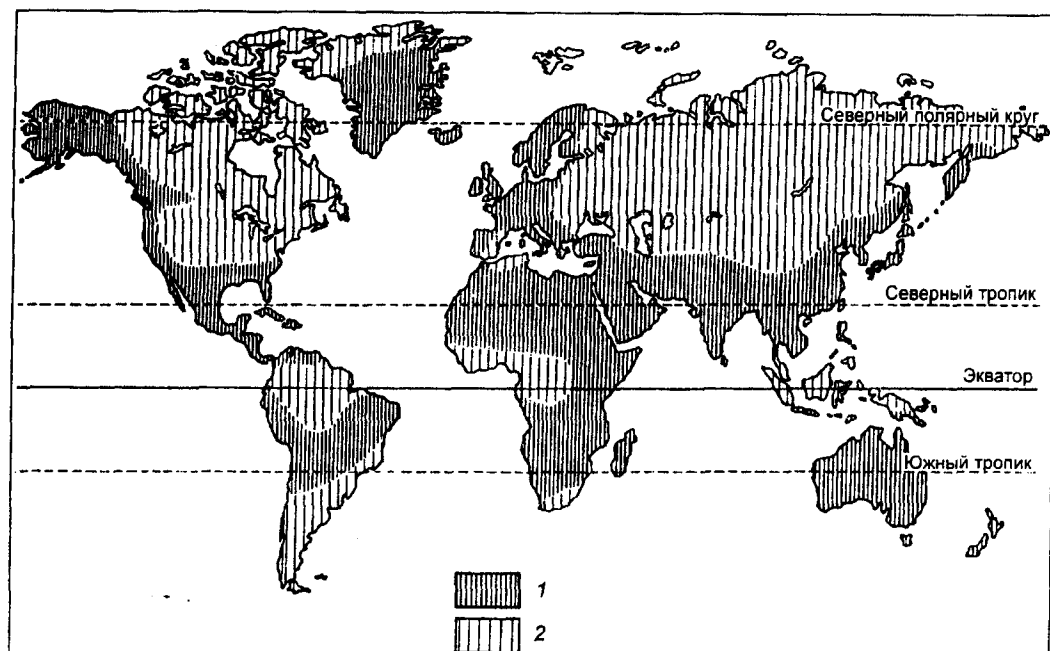 Северный полярный круг
Северный тропик
Экватор
Южный тропик
1
2